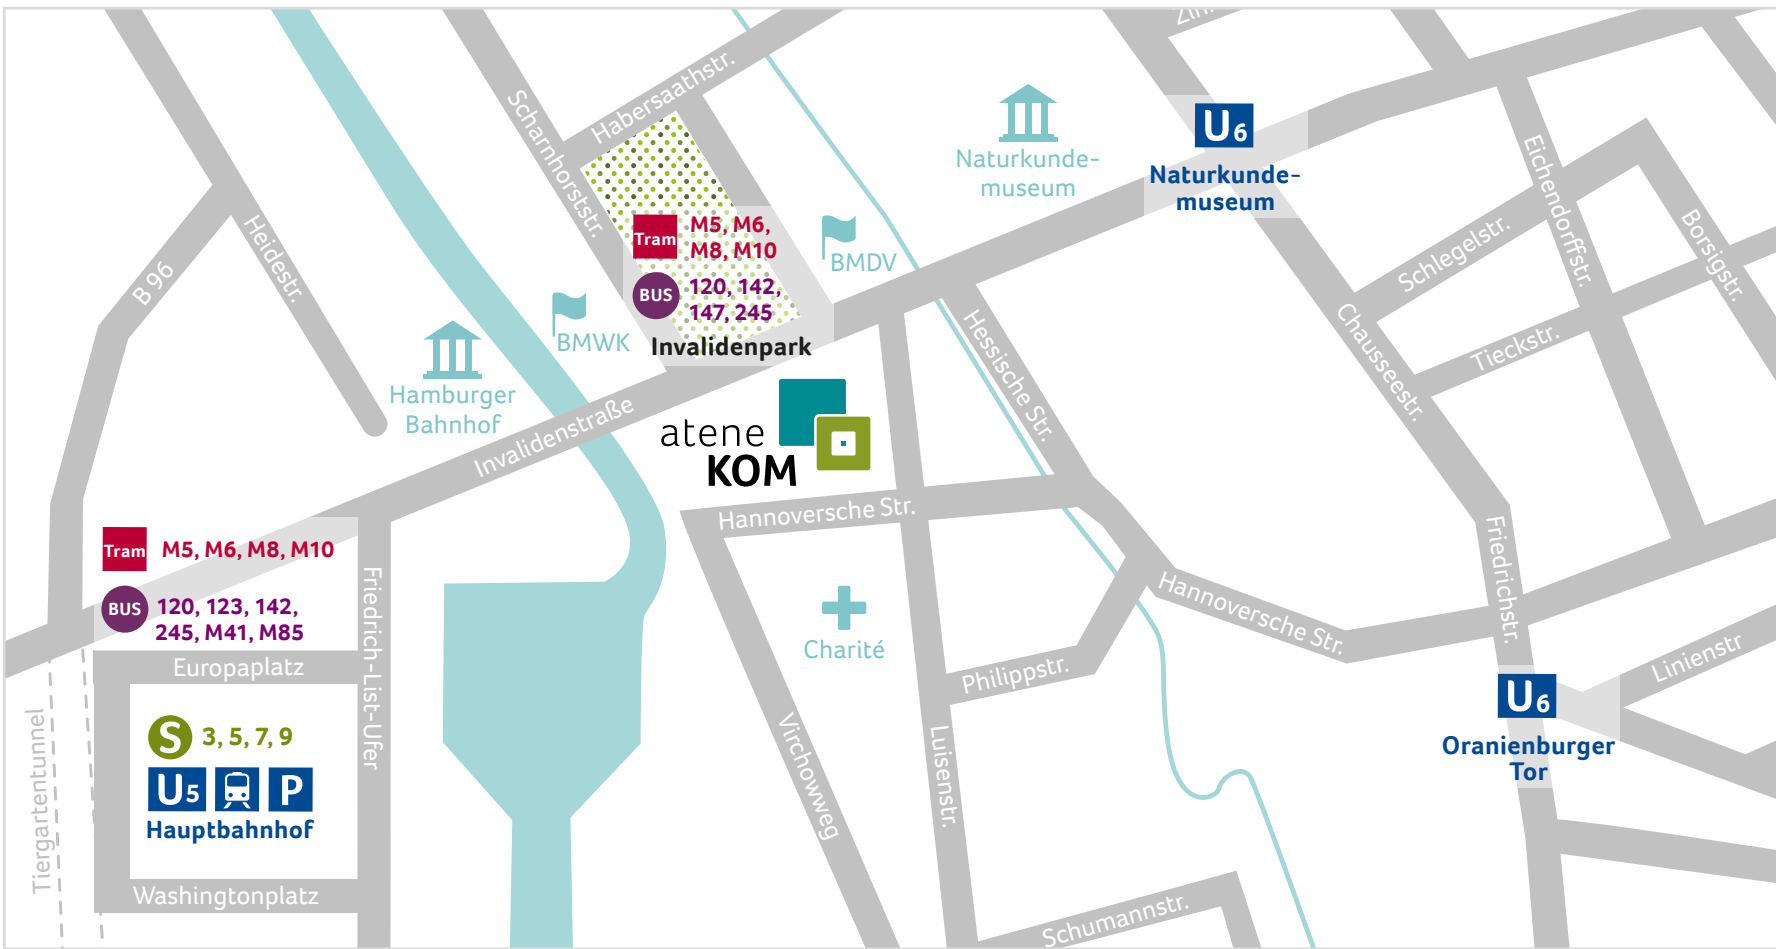 Zin
Habersaathstr.
Scharnhorststr.
Naturkunde-
museum
U6
Naturkunde-
museum
Eichendorffstr.
Schlegelstr.
Borsigstr.
Heidestr.
B 96
Tram
M5, M6,
M8, M10
BUS
120, 142,
147, 245
Invalidenpark
BMDV
BMWK
Hamburger
Bahnhof
Invalidenstraße
Hessische Str.
Chausseestr.
Tieckstr.
atene
KOM
Hannoversche Str.
Tram
M5, M6, M8, M10
BUS
120, 123, 142,
245, M41, M85
Friedrich-List-Ufer
Europaplatz
Charité
Hannoversche Str.
Friedrichstr.
Philippstr.
Linienstr
U6
Oranienburger
Tor
Tiergartentunnel
S
3, 5, 7, 9
U5
P
Hauptbahnhof
Washingtonplatz
Virchowweg
Luisenstr.
Schumannstr.